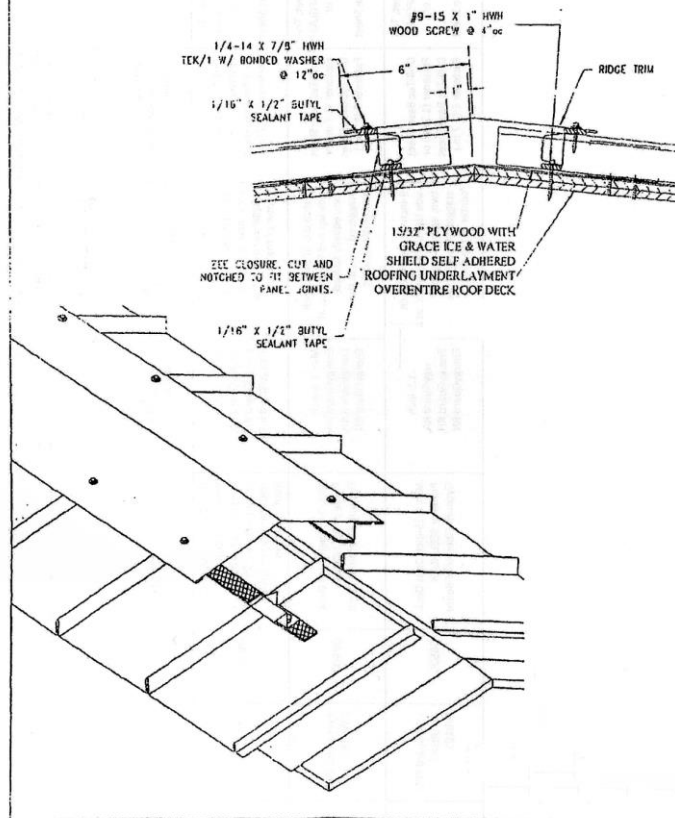 #9-15 X 1" HWH
WOOD SCREW @ 4"oc
1/4-14 X 7/8" HWH
TEK/1 W/ BONDED WASHER
@ 12"oc
6"
1"
RIDGE TRIM
1/16" X 1/2" BUTYL
SEALANT TAPE
15/32" PLYWOOD WITH
GRACE ICE & WATER
SHIELD SELF ADHERED
ROOFING UNDERLAYMENT
OVERENTIRE ROOF DECK
ZEE CLOSURE. CUT AND
NOTCHED TO FIT BETWEEN
PANEL JOINTS.
1/16" X 1/2" BUTYL
SEALANT TAPE